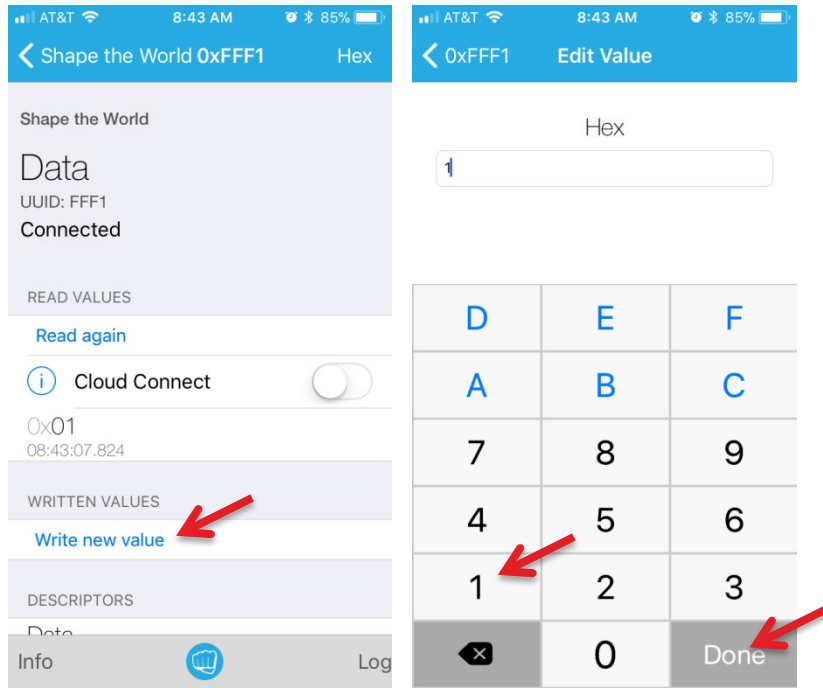 AT&T 8:43 AM 85%
Shape the World 0xFFF1 Hex
Shape the World
Data
UUID: FFF1
Connected
READ VALUES
Read again
i Cloud Connect
0x01
08:43:07.824
WRITTEN VALUES
Write new value
DESCRIPTORS
Data
Info Log
AT&T 8:43 AM 85%
0xFFF1 Edit Value
Hex
1
D E F
A B C
7 8 9
4 5 6
1 2 3
0 Done